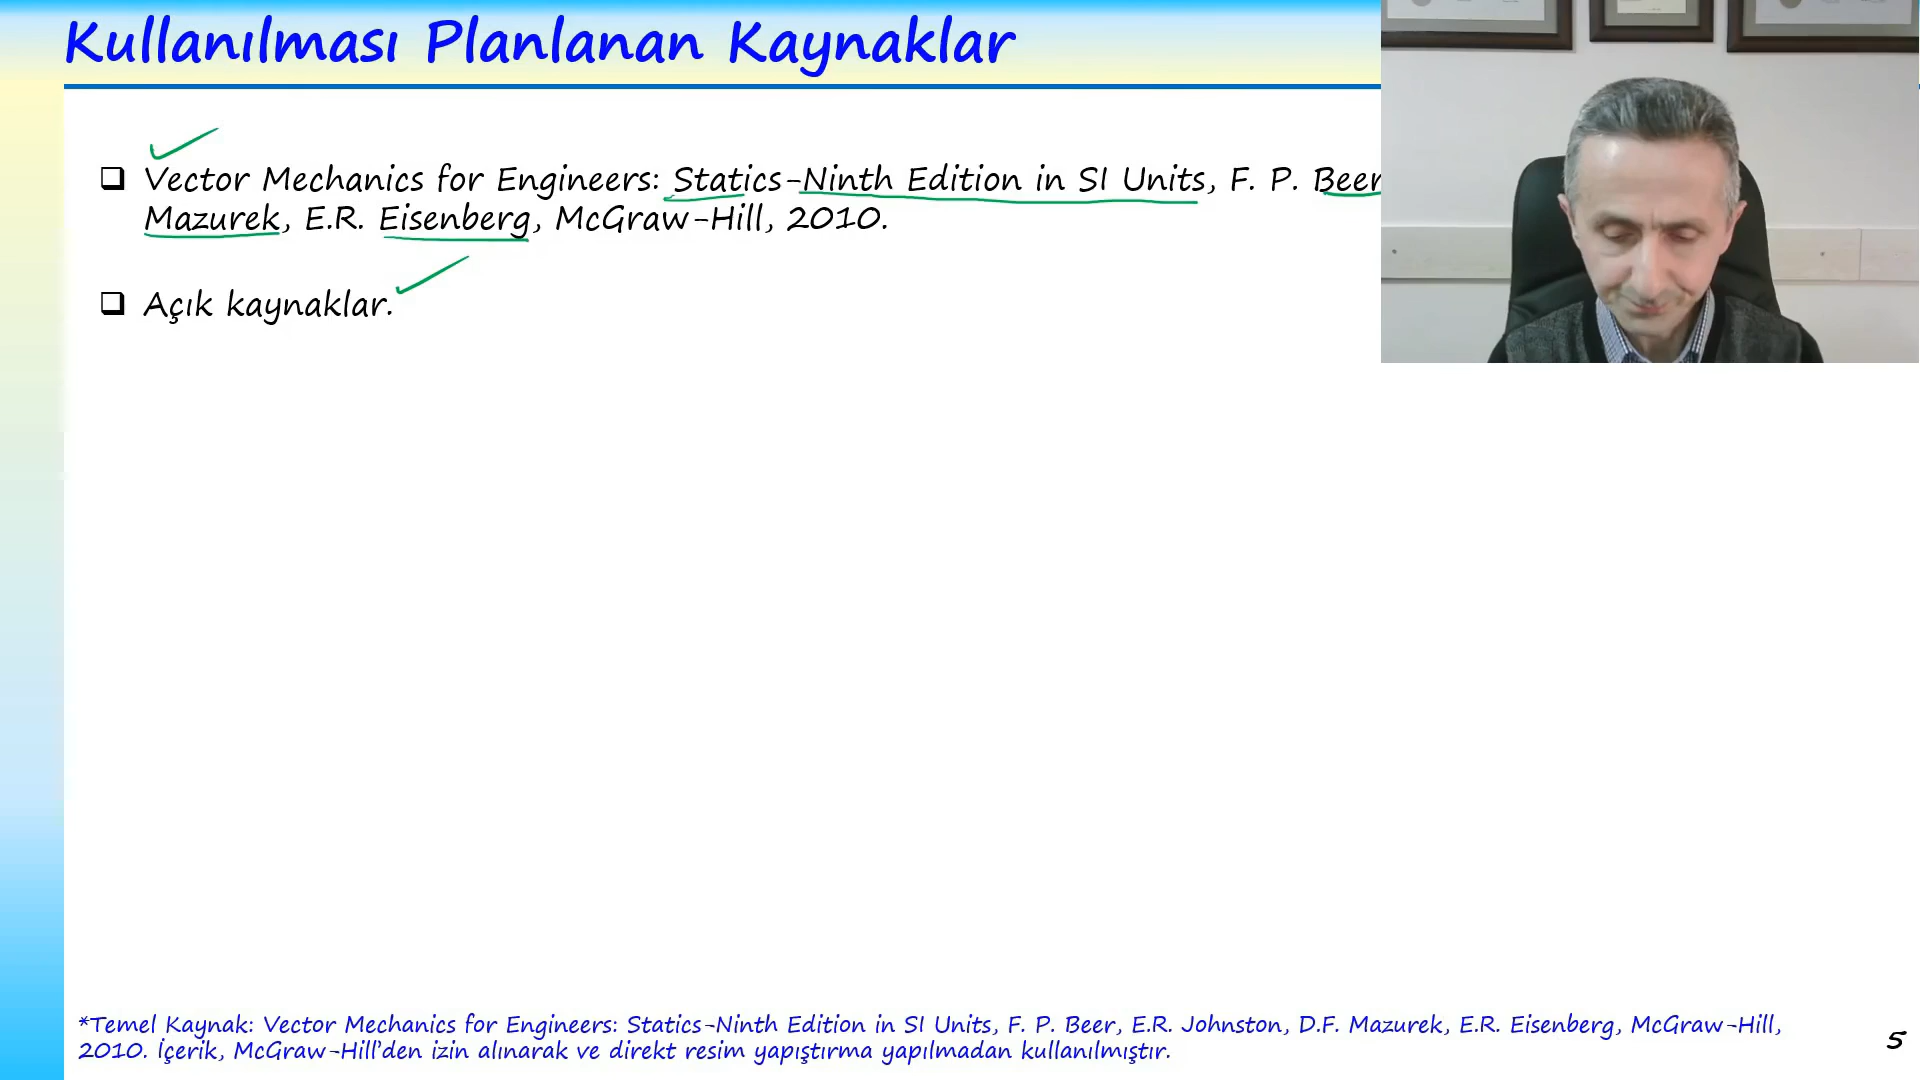 Kullanılması Planlanan Kaynaklar
Vector Mechanics for Engineers: Statics-Ninth Edition in SI Units, F. P. Beer
Mazurek, E.R. Eisenberg, McGraw-Hill, 2010.
Açık kaynaklar.
*Temel Kaynak: Vector Mechanics for Engineers: Statics-Ninth Edition in SI Units, F. P. Beer, E.R. Johnston, D.F. Mazurek, E.R. Eisenberg, McGraw-Hill,
2010. İçerik, McGraw-Hill'den izin alınarak ve direkt resim yapıştırma yapılmadan kullanılmıştır.
5